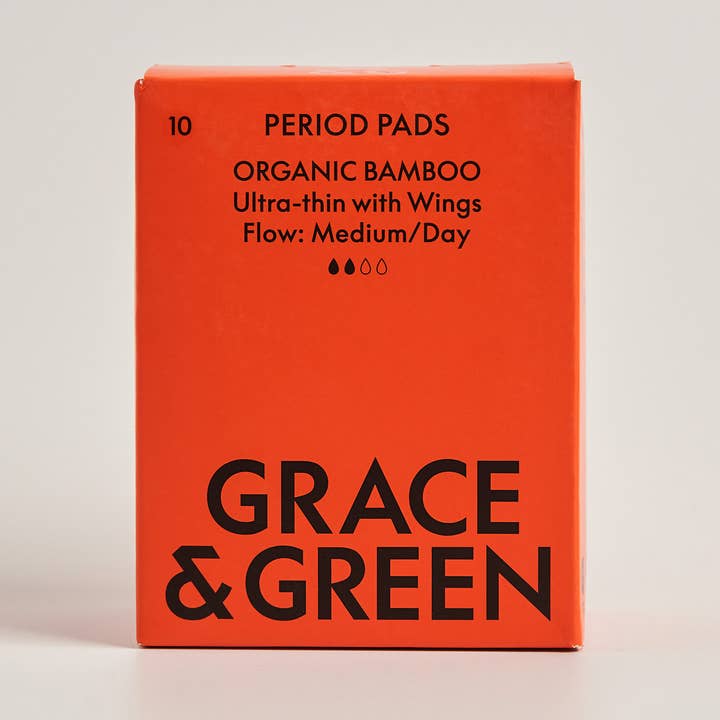 10 PERIOD PADS
ORGANIC BAMBOO
Ultra-thin with Wings
Flow: Medium/Day
GRACE
& GREEN